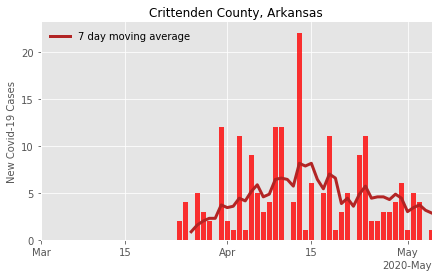 Crittenden County, Arkansas
7 day moving average
New Covid-19 Cases
20
15
10
5
0
Mar
15
Apr
15
May
2020-May